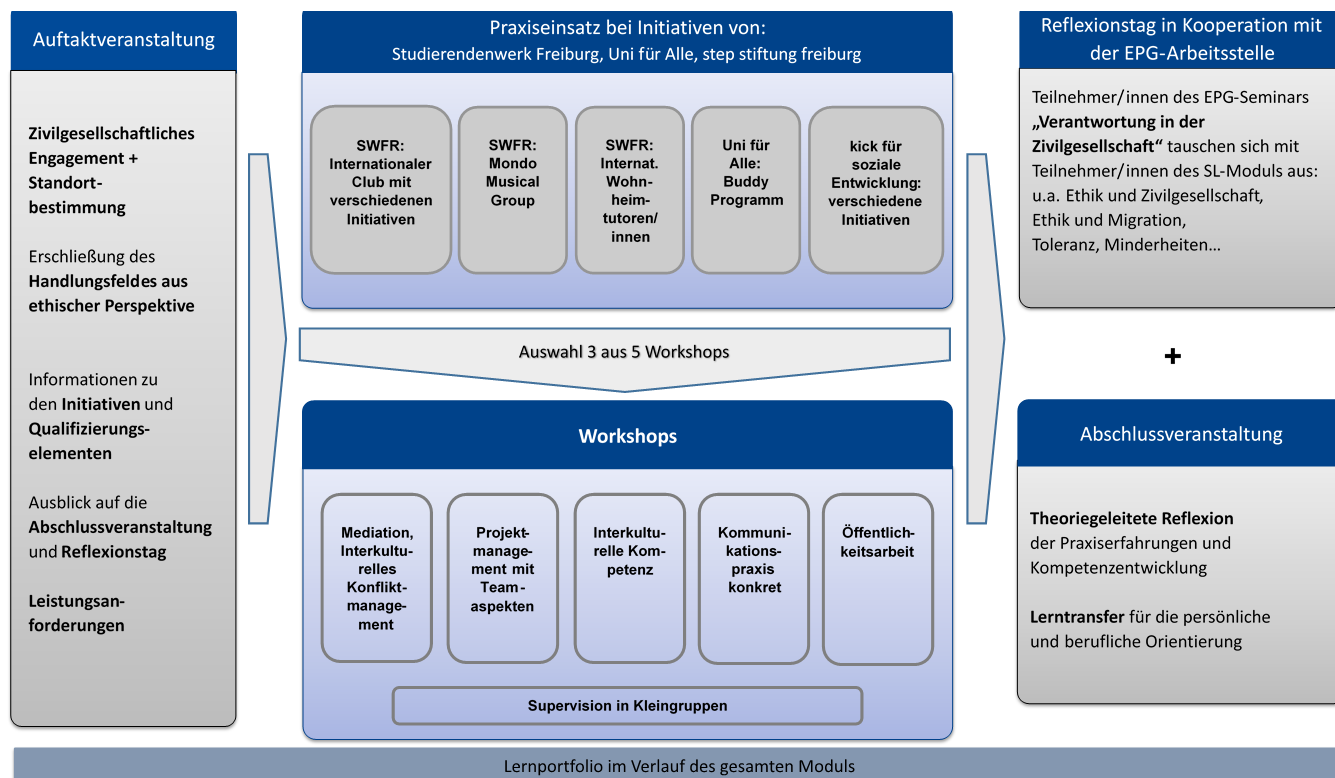 Auftaktveranstaltung
Zivilgesellschaftliches
Engagement +
Standort-
bestimmung
Erschließung des
Handlungsfeldes aus
ethischer Perspektive
Informationen zu
den Initiativen und
Qualifizierungs-
elementen
Ausblick auf die
Abschlussveranstaltung
und Reflexionstag
Leistungsan-
forderungen
Praxiseinsatz bei Initiativen von:
Studierendenwerk Freiburg, Uni für Alle, step stiftung freiburg
SWFR:
Internationaler
Club mit
verschiedenen
Initiativen
SWFR:
Mondo
Musical
Group
SWFR:
Internat.
Wohn-
heim-
tutoren/
innen
Uni für
Alle:
Buddy
Programm
kick für
soziale
Entwicklung:
verschiedene
Initiativen
Auswahl 3 aus 5 Workshops
Workshops
Mediation,
Interkultu-
relles
Konflikt-
manage-
ment
Projekt-
manage-
ment mit
Team-
aspekten
Interkultu-
relle Kom-
petenz
Kommuni-
kations-
praxis
konkret
Öffentlich-
keitsarbeit
Supervision in Kleingruppen
Reflexionstag in Kooperation mit
der EPG-Arbeitsstelle
Teilnehmer/innen des EPG-Seminars
„Verantwortung in der
Zivilgesellschaft“ tauschen sich mit
Teilnehmer/innen des SL-Moduls aus:
u.a. Ethik und Zivilgesellschaft,
Ethik und Migration,
Toleranz, Minderheiten…
+
Abschlussveranstaltung
Theoriegeleitete Reflexion
der Praxiserfahrungen und
Kompetenzentwicklung
Lerntransfer für die persönliche
und berufliche Orientierung
Lernportfolio im Verlauf des gesamten Moduls